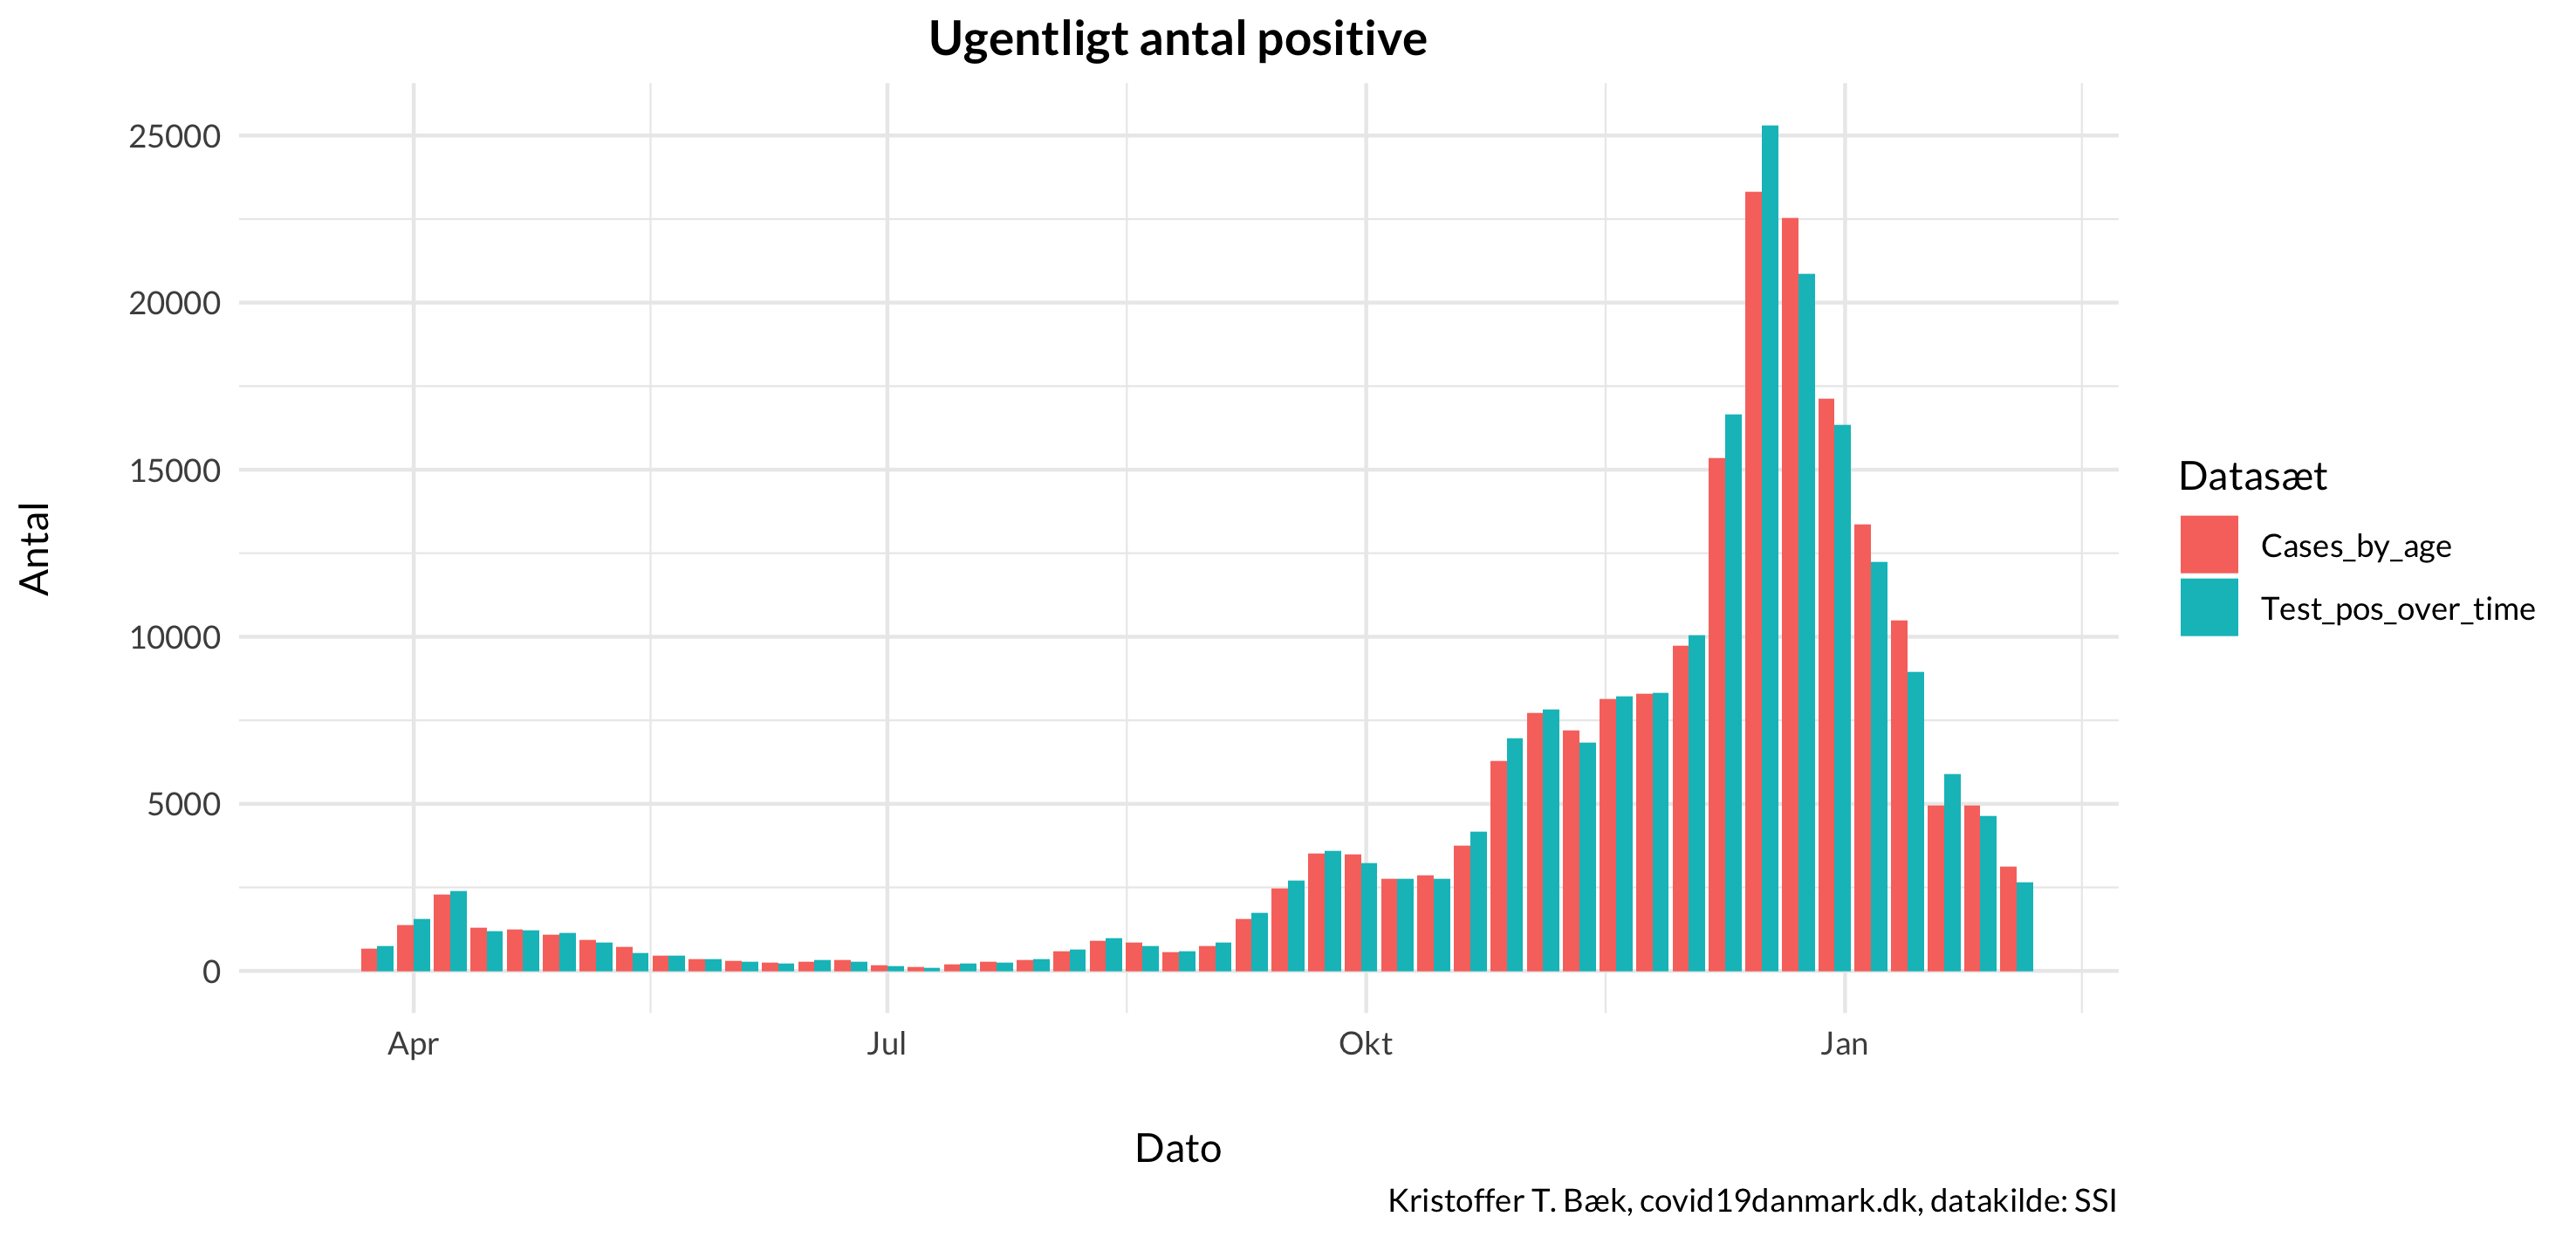 Ugentligt antal positive
25000
20000
15000
10000
5000
0
Antal
Apr
Jul
Okt
Jan
Dato
Datasæt
Cases_by_age
Test_pos_over_time
Kristoffer T. Bæk, covid19danmark.dk, datakilde: SSI